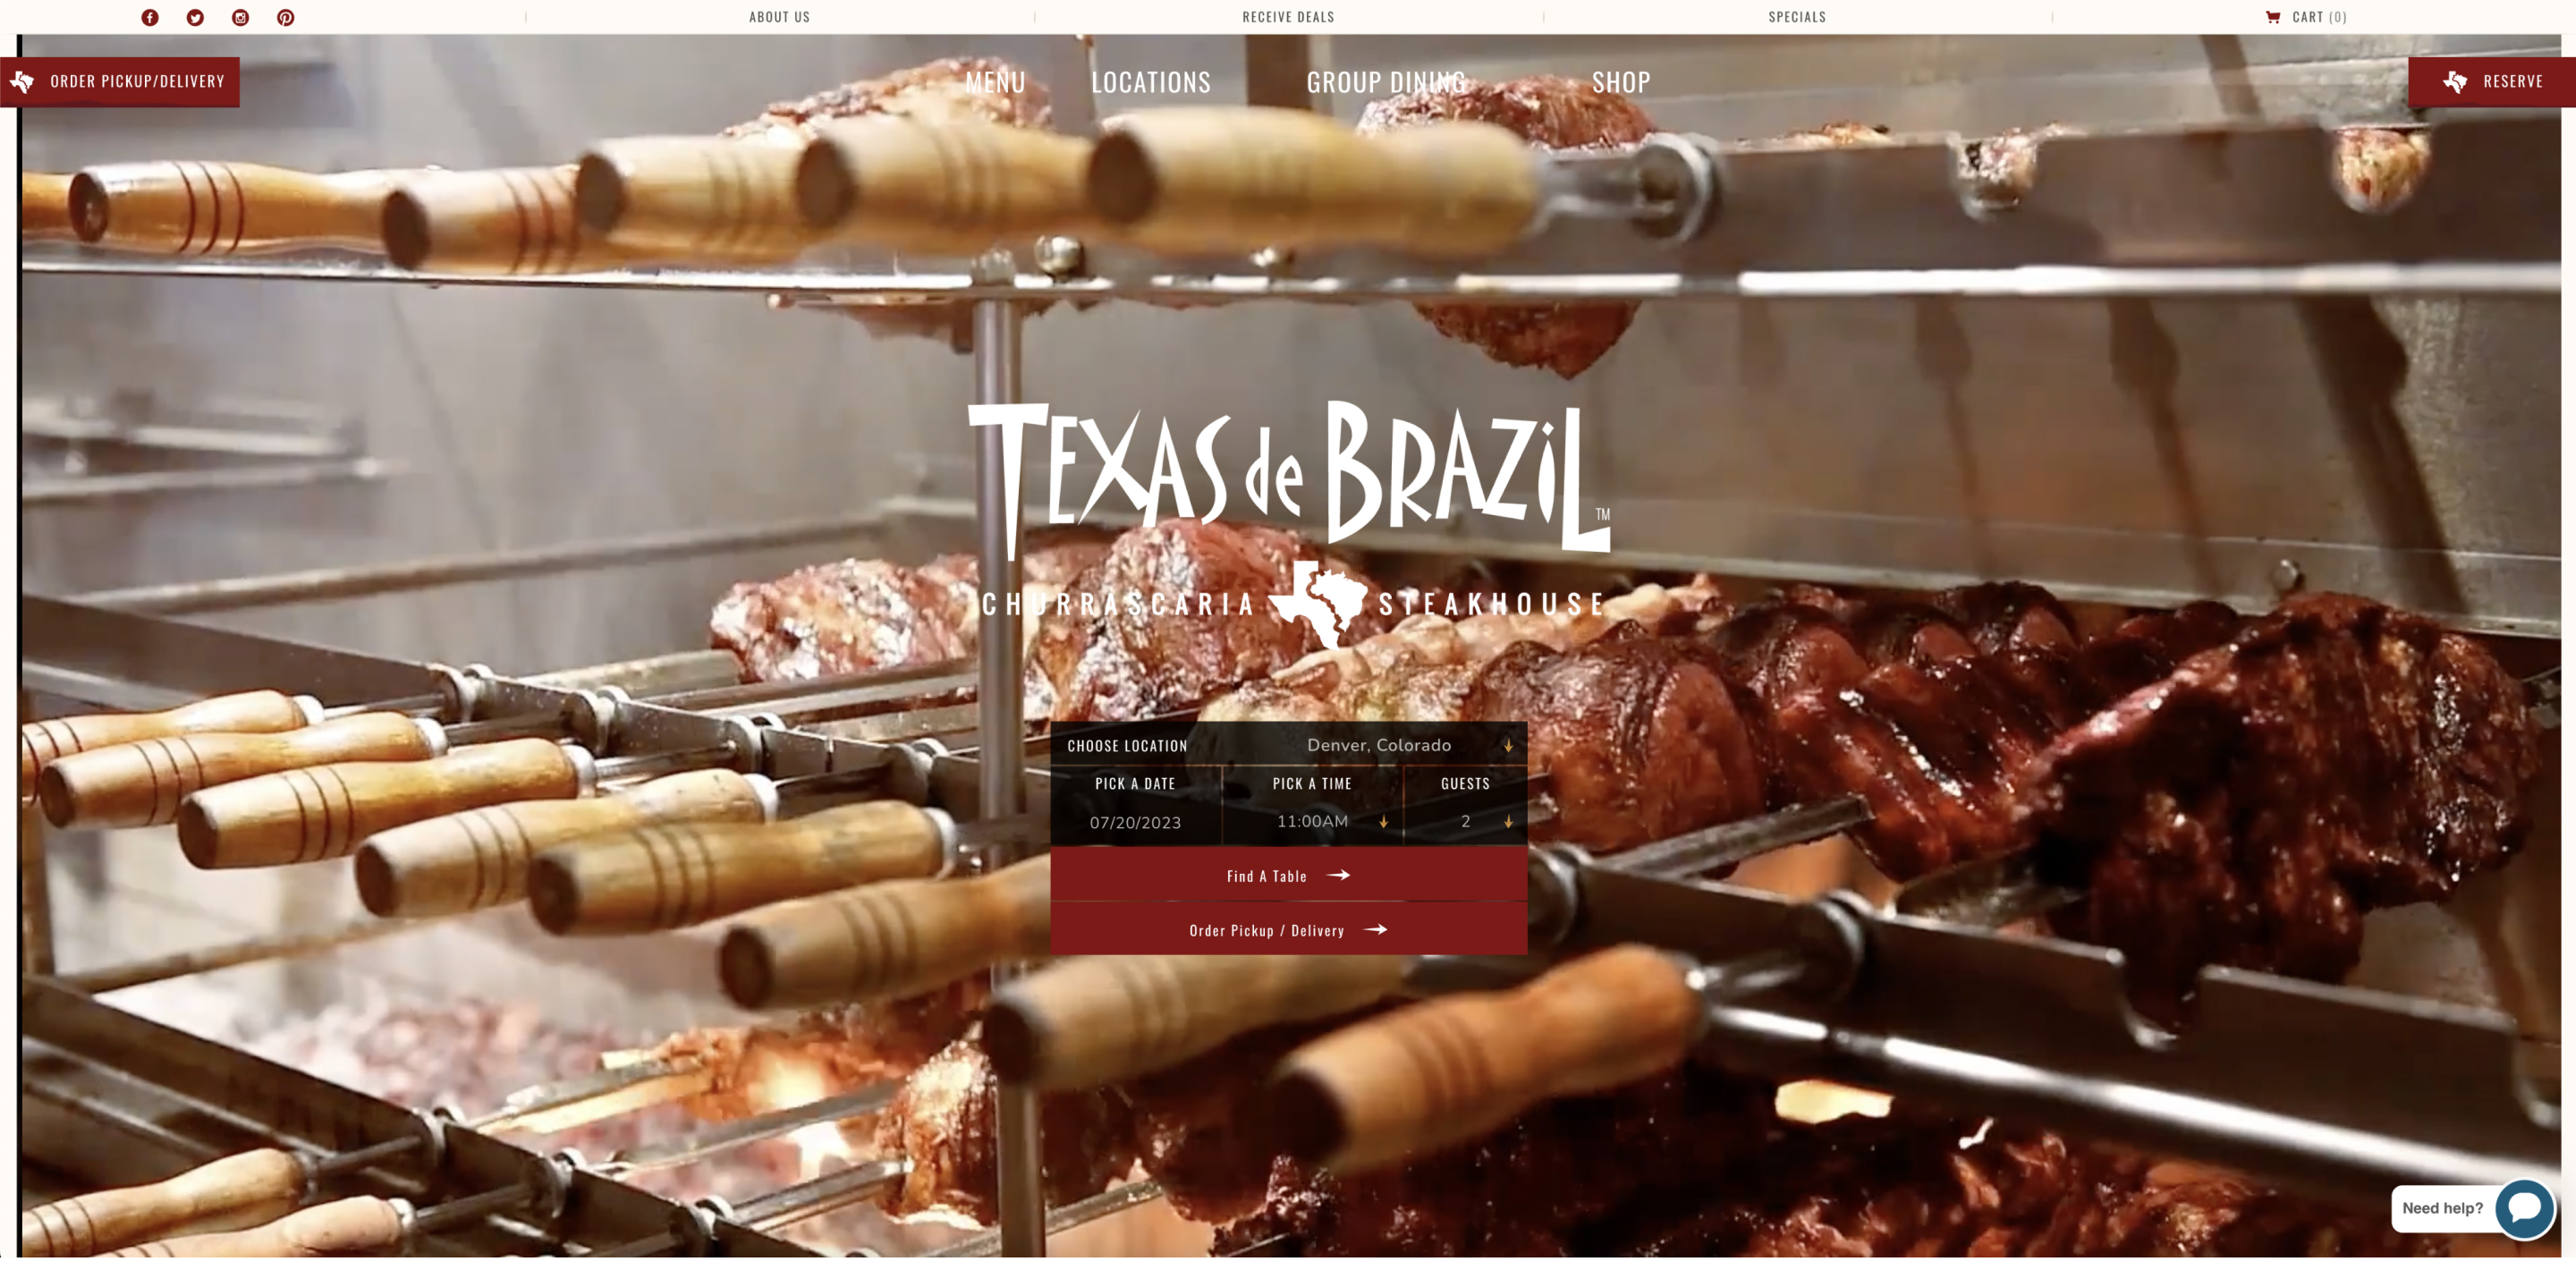 ABOUT US
RECEIVE DEALS
SPECIALS
CART (0)
ORDER PICKUP/DELIVERY
MENU
LOCATIONS
GROUP DINING
SHOP
RESERVE
TEXAS de BRAZiL TM
CHURRASCARIA STEAKHOUSE
CHOOSE LOCATION Denver, Colorado
PICK A DATE PICK A TIME GUESTS
07/20/2023 11:00AM 2
Find A Table
Order Pickup / Delivery
Need help?